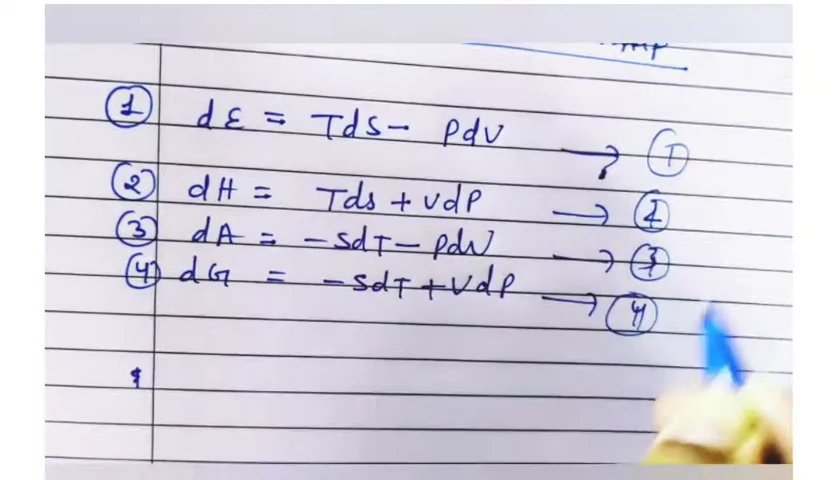 ① dE = Tds - pdV → ①
② dH = Tds + Vdp → ②
③ dA = -SdT - pdV → ③
④ dG = -SdT + Vdp → ④